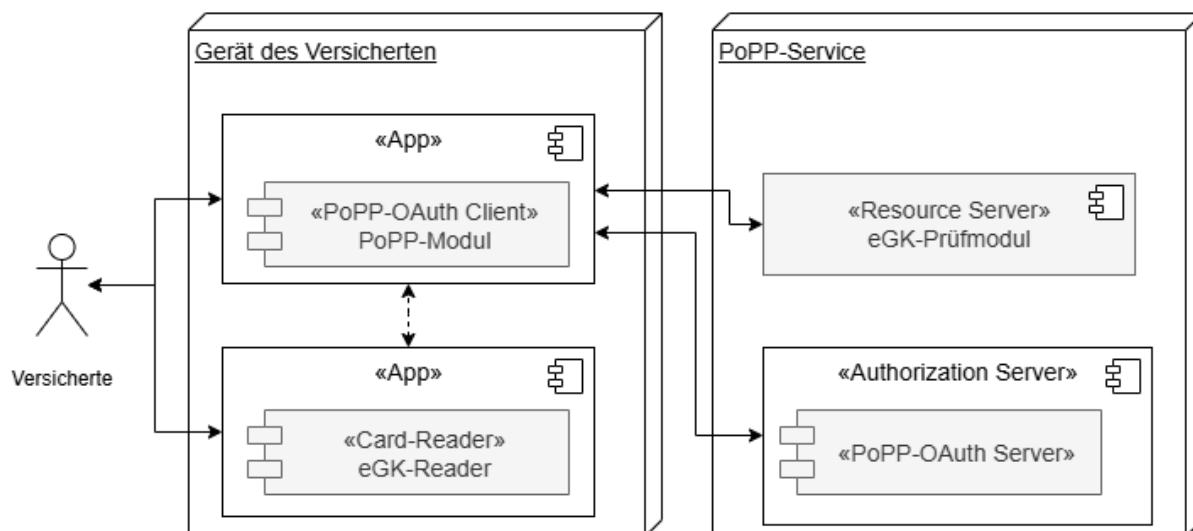 Gerät des Versicherten
PoPP-Service
«App»
«PoPP-OAuth Client»
PoPP-Modul
«Resource Server»
eGK-Prüfmodul
Versicherte
«App»
«Card-Reader»
eGK-Reader
«Authorization Server»
«PoPP-OAuth Server»